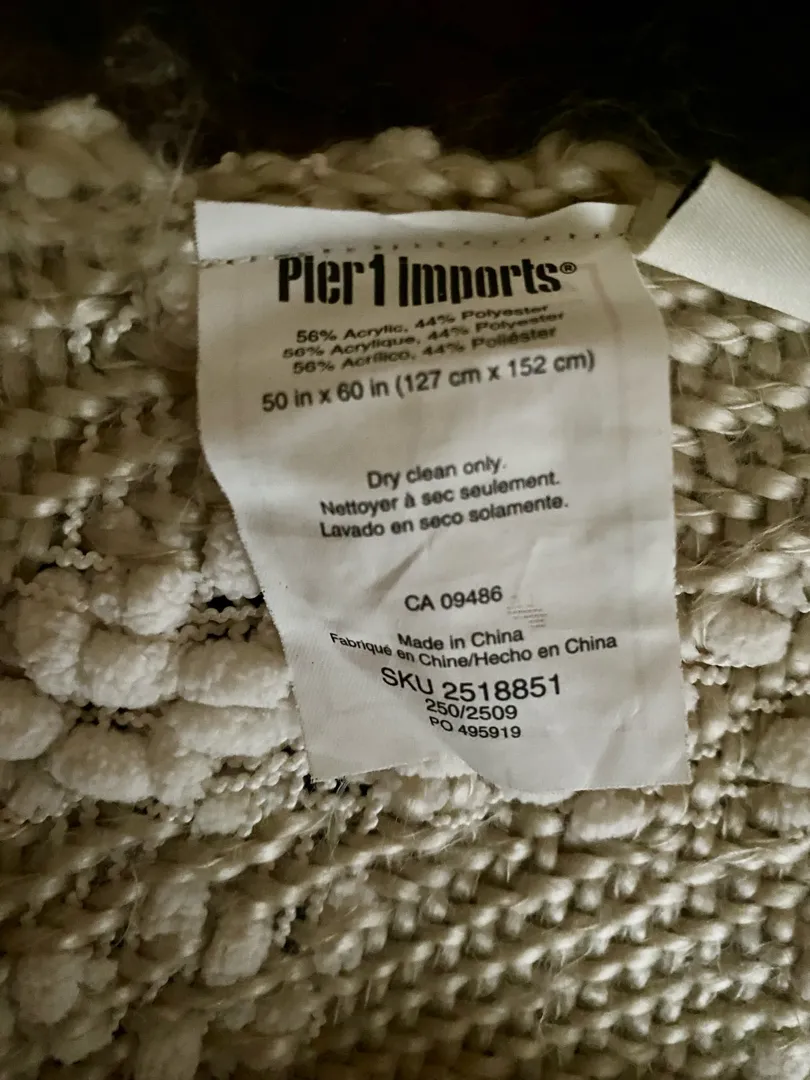 Pier 1 imports®
56% Acrylic, 44% Polyester
56% Acrylique, 44% Polyester
56% Acrílico, 44% Poliéster
50 in x 60 in (127 cm x 152 cm)
Dry clean only.
Nettoyer à sec seulement.
Lavado en seco solamente.
CA 09486
Made in China
Fabriqué en Chine/Hecho en China
SKU 2518851
250/2509
PO 495919